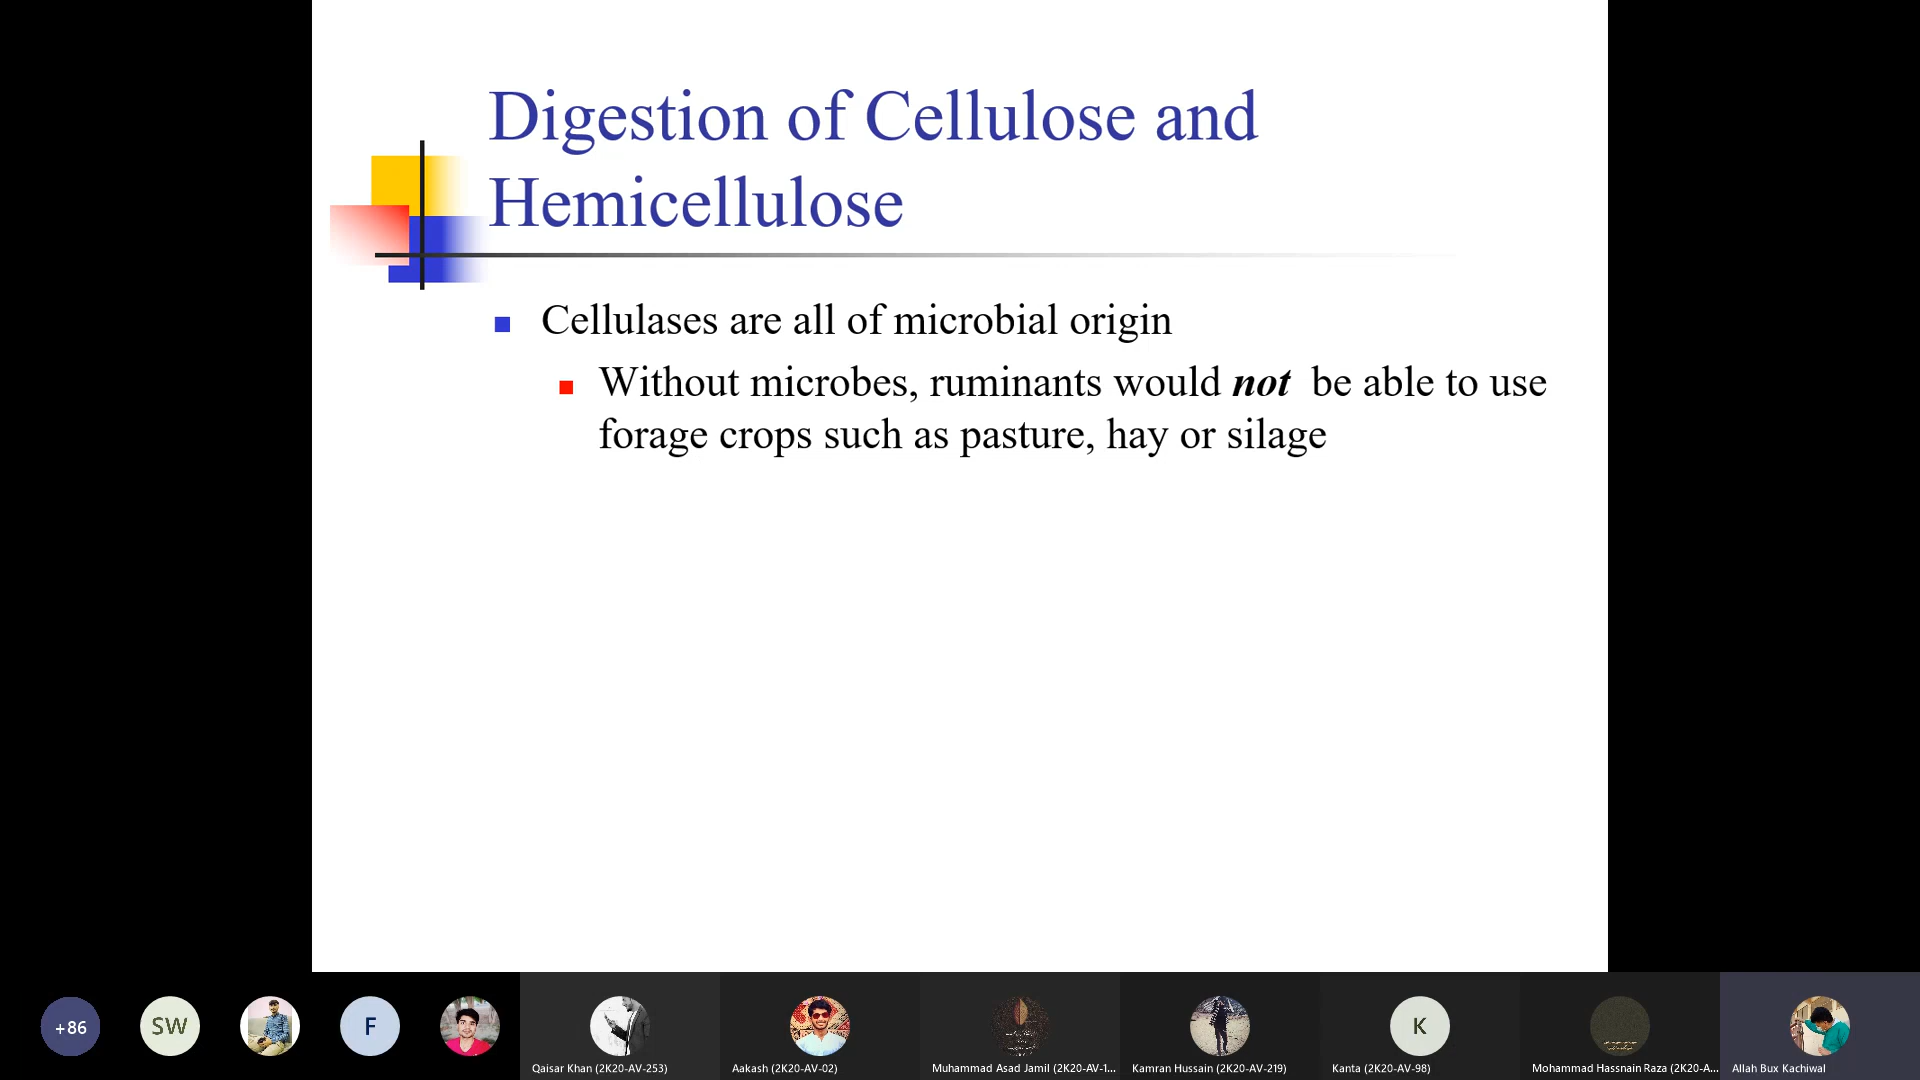 Digestion of Cellulose and
Hemicellulose
Cellulases are all of microbial origin
Without microbes, ruminants would not be able to use
forage crops such as pasture, hay or silage
+86
SW
F
K
Qaisar Khan (2K20-AV-253)
Aakash (2K20-AV-02)
Muhammad Asad Jamil (2K20-AV-1...
Kamran Hussain (2K20-AV-219)
Kanta (2K20-AV-98)
Mohammad Hassnain Raza (2K20-A...
Allah Bux Kachiwal